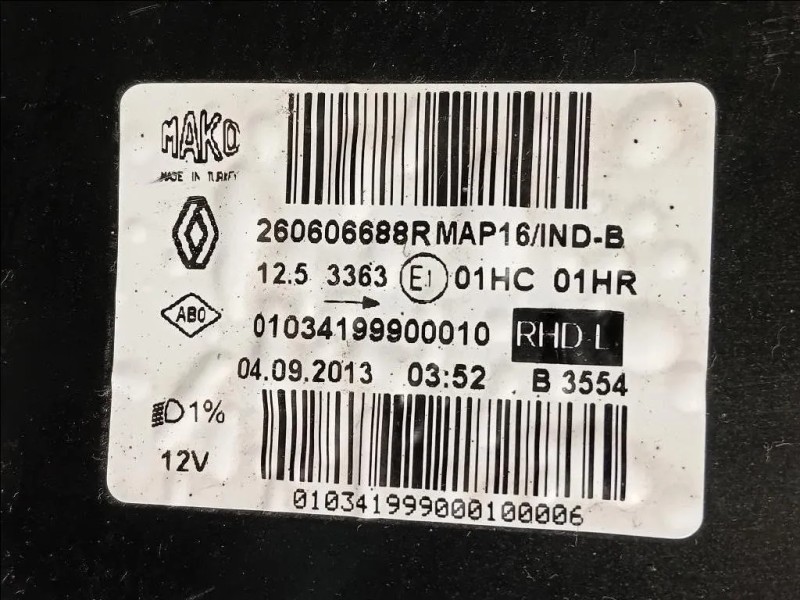 MAKO
MADE IN TURKEY
260606688R MAP16/IND-B
12.5 3363 E1 01HC 01HR
ABO
01034199900010 RHD-L
04.09.2013 03:52 B 3554
1%
12V
010341999000100006